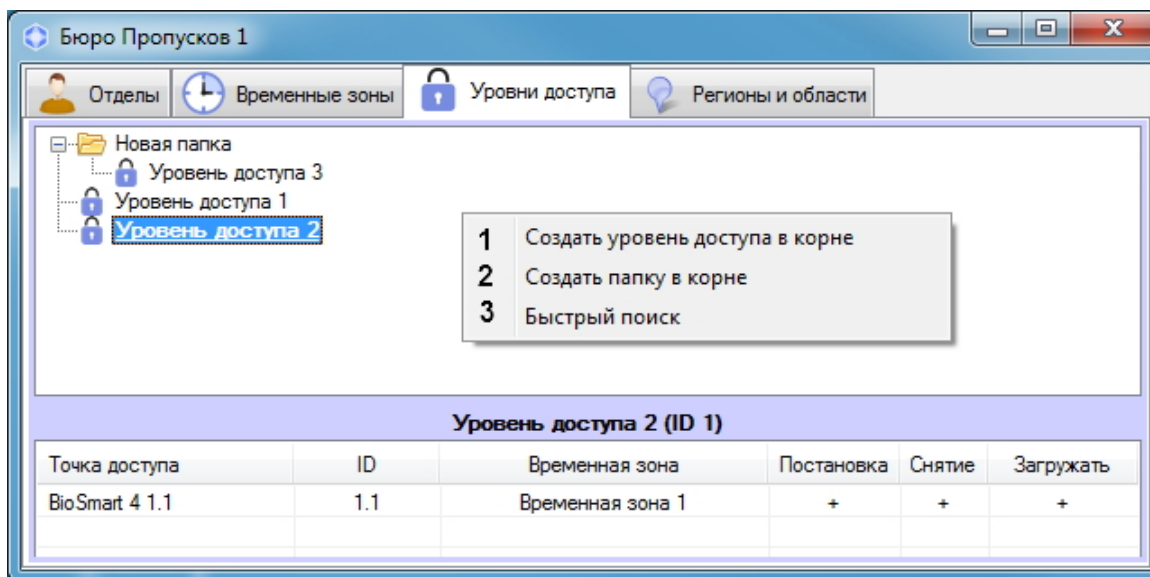 Бюро Пропусков 1
Отделы Временные зоны Уровни доступа Регионы и области
Новая папка
Уровень доступа 3
Уровень доступа 1
Уровень доступа 2
1 Создать уровень доступа в корне
2 Создать папку в корне
3 Быстрый поиск
Уровень доступа 2 (ID 1)
Точка доступа ID Временная зона Постановка Снятие Загружать
BioSmart 4 1.1 1.1 Временная зона 1 + + +